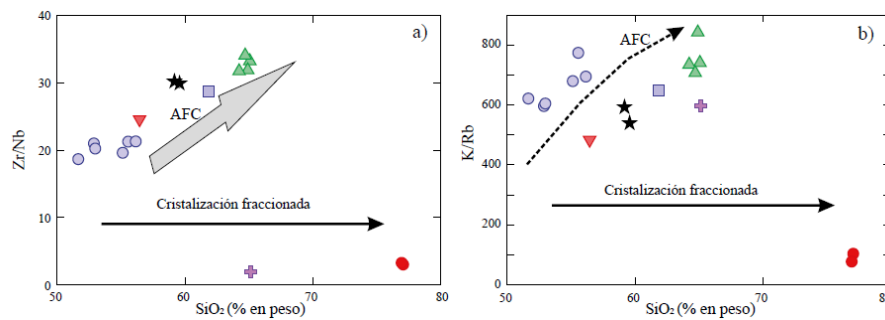 a)
40
30
20
10
0
Zr/Nb
AFC
Cristalización fraccionada
50
60
70
80
SiO₂ (% en peso)
b)
800
600
400
200
0
K/Rb
AFC
Cristalización fraccionada
50
60
70
80
SiO₂ (% en peso)